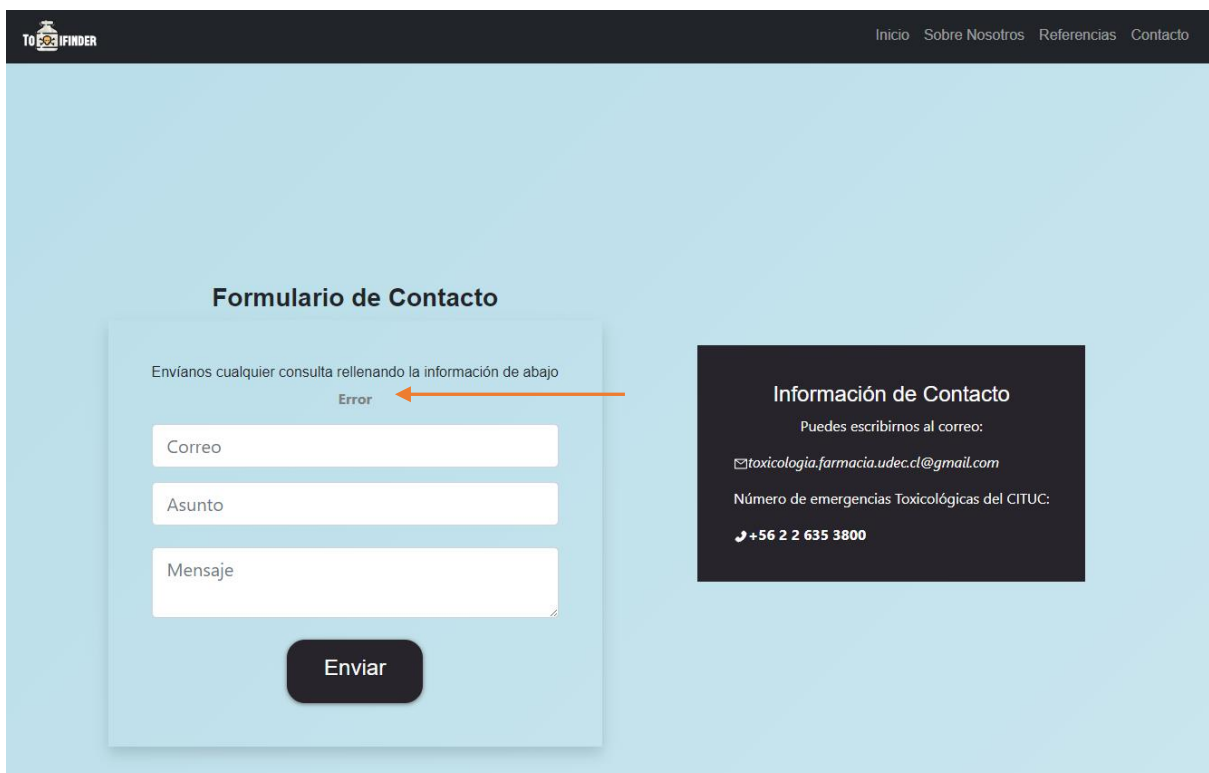 TO IFINDER
Inicio Sobre Nosotros Referencias Contacto
Formulario de Contacto
Envíanos cualquier consulta rellenando la información de abajo
Error
Correo
Asunto
Mensaje
Enviar
Información de Contacto
Puedes escribirnos al correo:
toxicologia.farmacia.udec.cl@gmail.com
Número de emergencias Toxicológicas del CITUC:
+56 2 2 635 3800